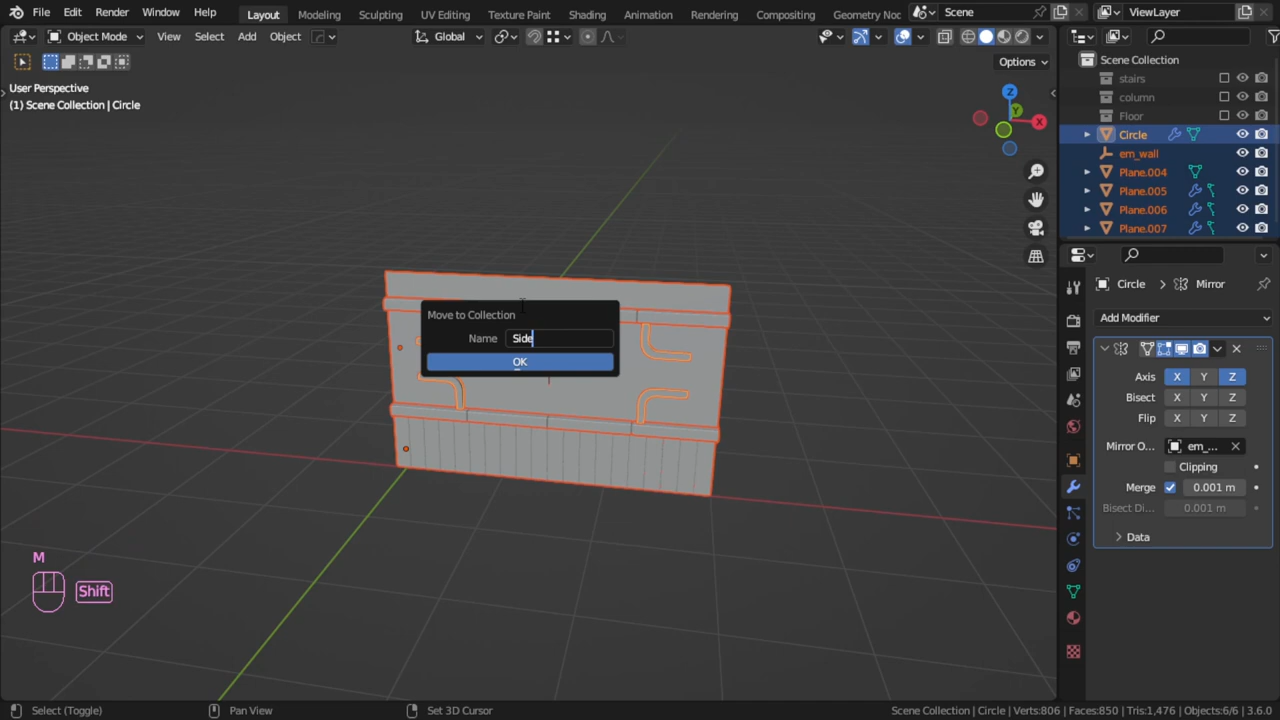 File Edit Render Window Help Layout Modeling Sculpting UV Editing Texture Paint Shading Animation Rendering Compositing Geometry Noc Scene ViewLayer
Object Mode View Select Add Object Global
Options
User Perspective
(1) Scene Collection | Circle
Z
Y
X
Scene Collection
stairs
column
Floor
Circle
em_wall
Plane.004
Plane.005
Plane.006
Plane.007
Circle > Mirror
Add Modifier
Axis X Y Z
Bisect X Y Z
Flip X Y Z
Mirror O... em_...
Clipping
Merge 0.001 m
Bisect Di... 0.001 m
Data
Move to Collection
Name Side
OK
M
Shift
Select (Toggle) Pan View Set 3D Cursor Scene Collection | Circle | Verts:806 | Faces:850 | Tris:1,476 | Objects:6/6 | 3.6.0